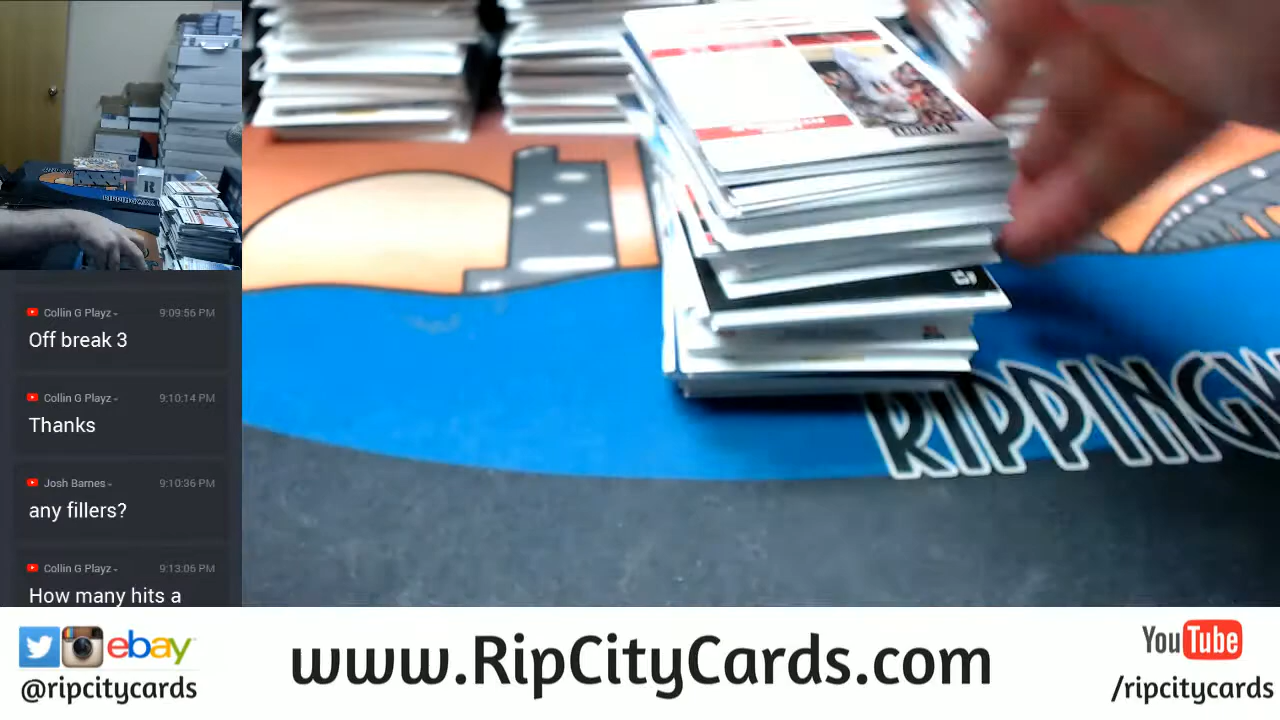 Collin G Playz
9:09:56 PM
Off break 3
Collin G Playz
9:10:14 PM
Thanks
Josh Barnes
9:10:36 PM
any fillers?
Collin G Playz
9:13:06 PM
How many hits a
RIPPINGW
ebay
@ripcitycards
www.RipCityCards.com
YouTube
/ripcitycards